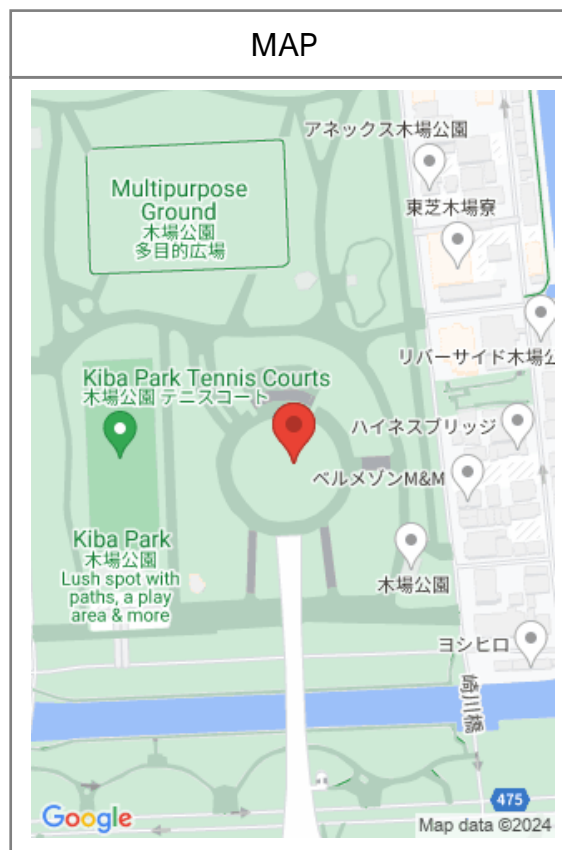 MAP
アネックス木場公園
Multipurpose
Ground
木場公園
多目的広場
東芝木場寮
リバーサイド木場公
Kiba Park Tennis Courts
木場公園 テニスコート
ハイネスブリッジ
ベルメゾンM&M
Kiba Park
木場公園
Lush spot with
paths, a play
area & more
木場公園
ヨシヒロ
崎川橋
475
Google
Map data ©2024